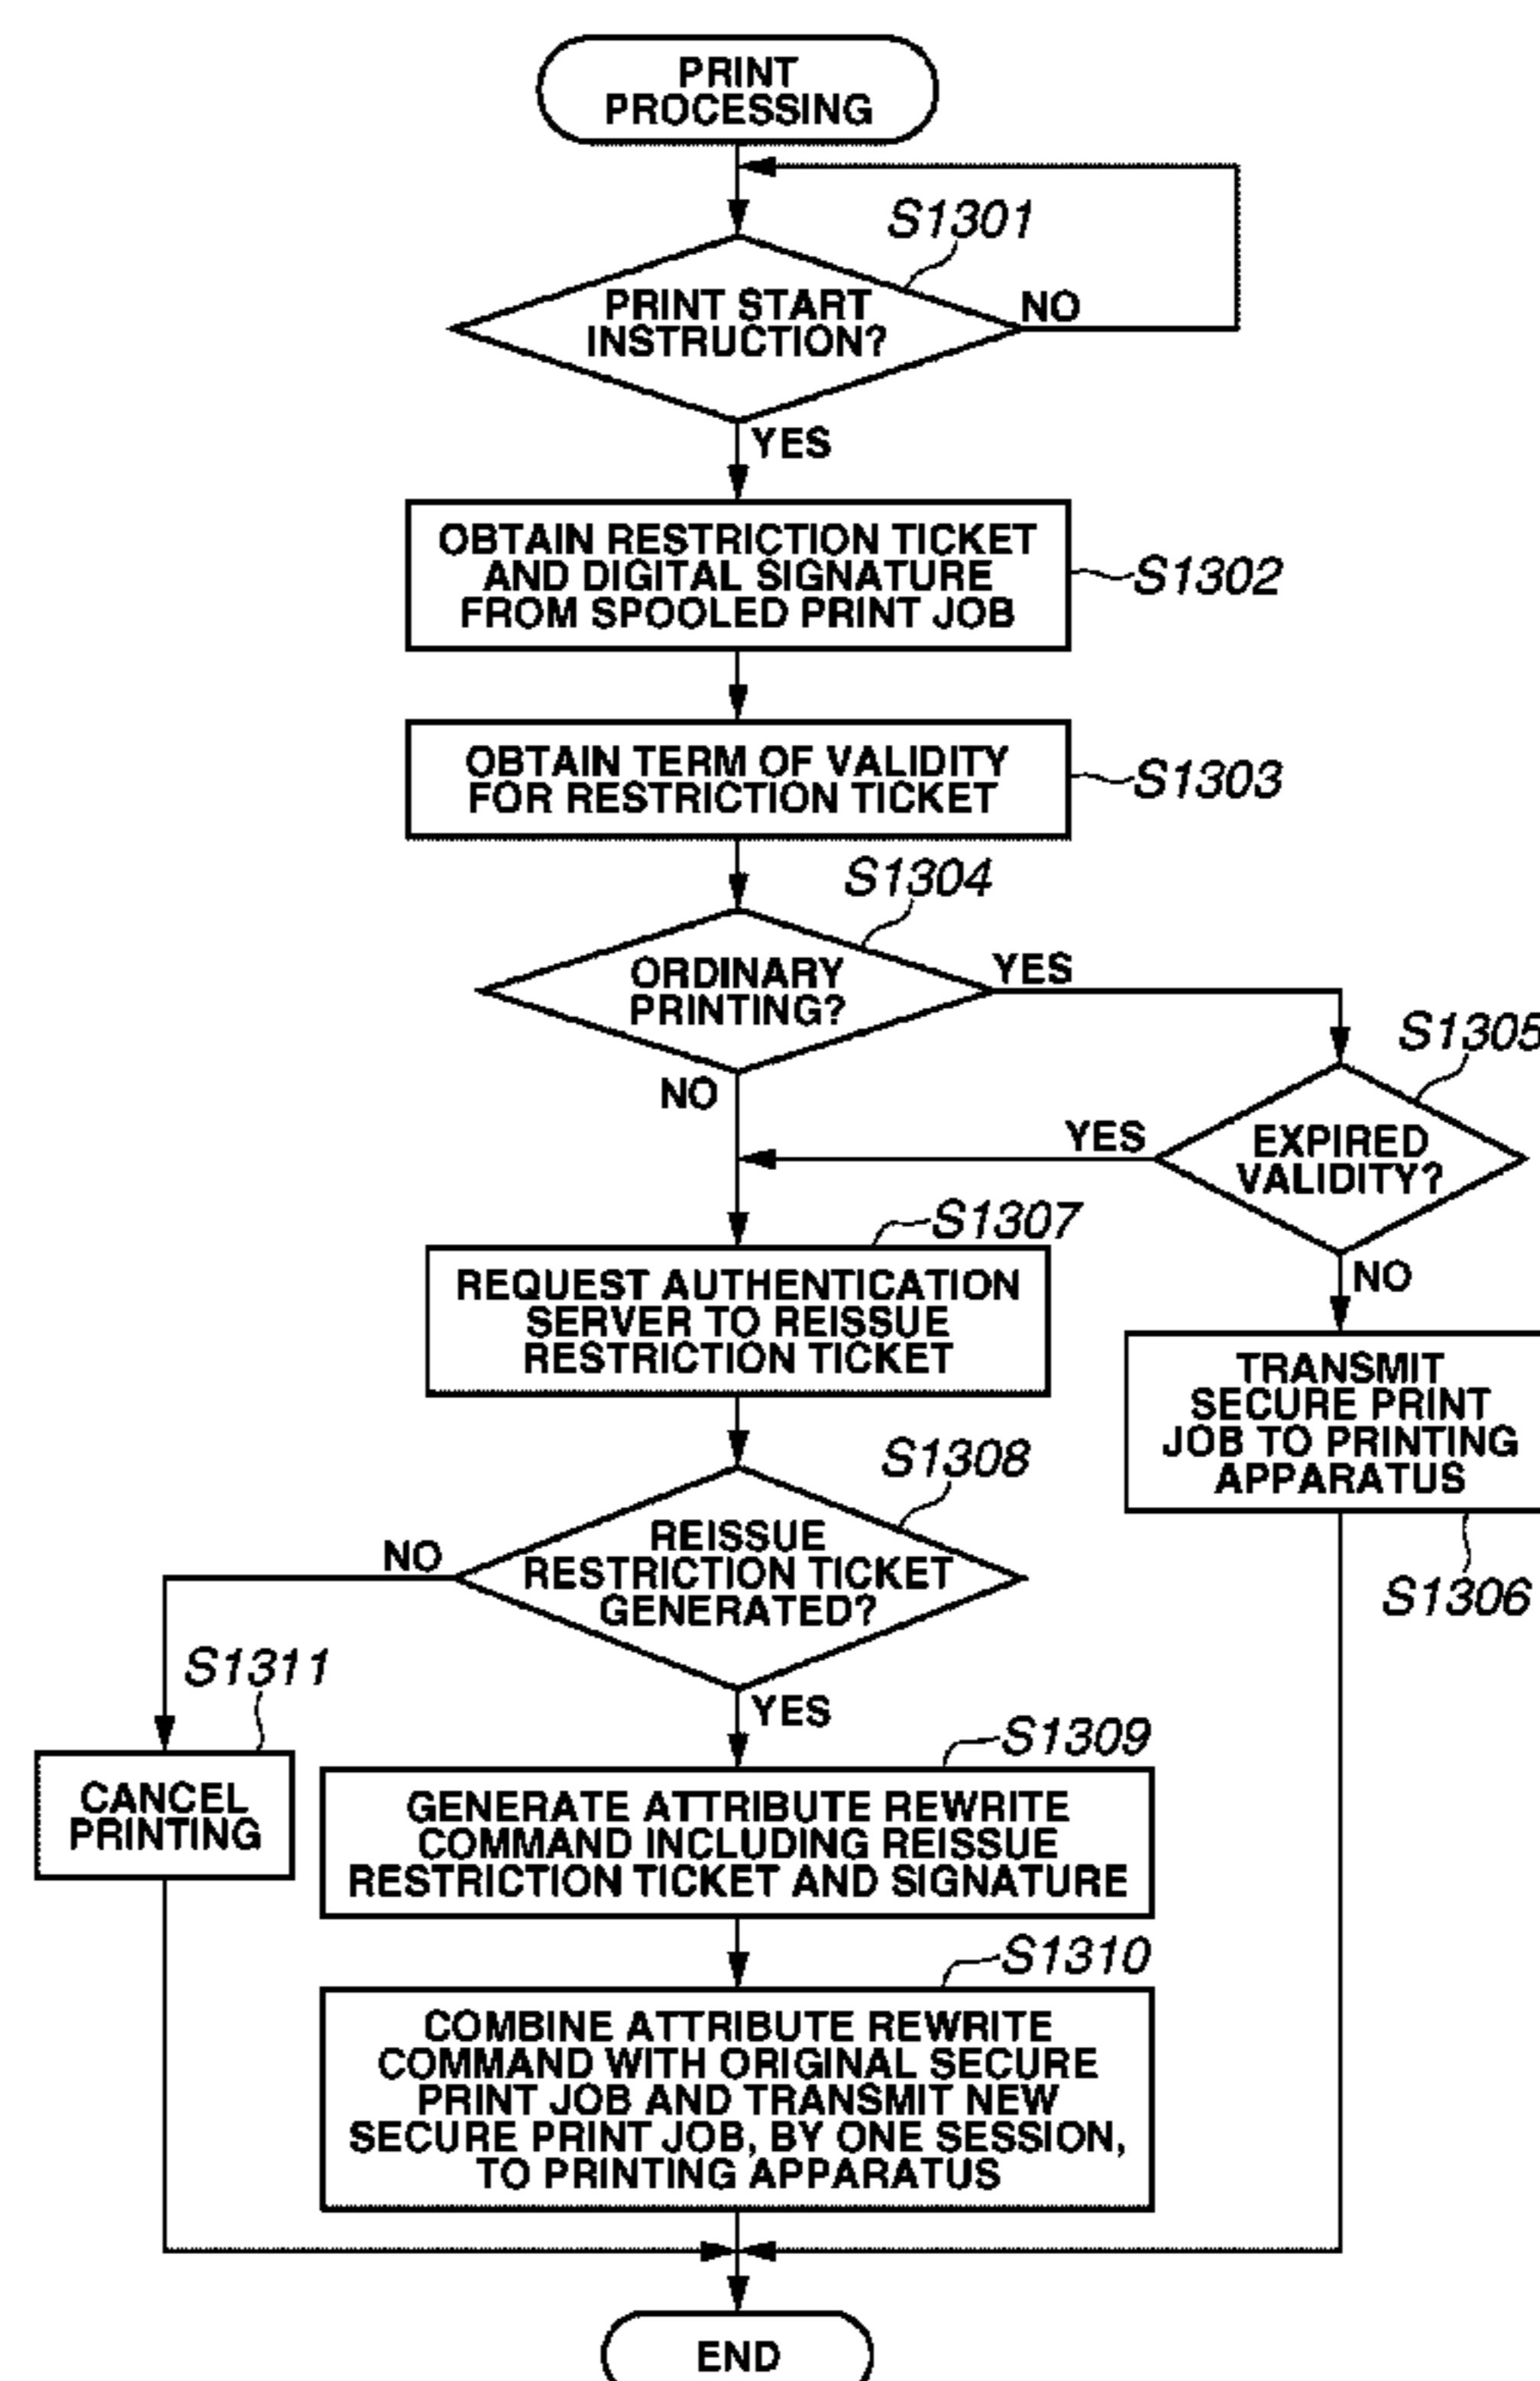 PRINT
PROCESSING
S1301
PRINT START
INSTRUCTION?
NO
YES
OBTAIN RESTRICTION TICKET
AND DIGITAL SIGNATURE
FROM SPOOLED PRINT JOB
S1302
OBTAIN TERM OF VALIDITY
FOR RESTRICTION TICKET
S1303
S1304
ORDINARY
PRINTING?
YES
NO
S1305
EXPIRED
VALIDITY?
YES
NO
S1307
REQUEST AUTHENTICATION
SERVER TO REISSUE
RESTRICTION TICKET
TRANSMIT
SECURE PRINT
JOB TO PRINTING
APPARATUS
S1306
S1308
REISSUE
RESTRICTION TICKET
GENERATED?
NO
YES
S1311
CANCEL
PRINTING
S1309
GENERATE ATTRIBUTE REWRITE
COMMAND INCLUDING REISSUE
RESTRICTION TICKET AND SIGNATURE
S1310
COMBINE ATTRIBUTE REWRITE
COMMAND WITH ORIGINAL SECURE
PRINT JOB AND TRANSMIT NEW
SECURE PRINT JOB, BY ONE SESSION,
TO PRINTING APPARATUS
END